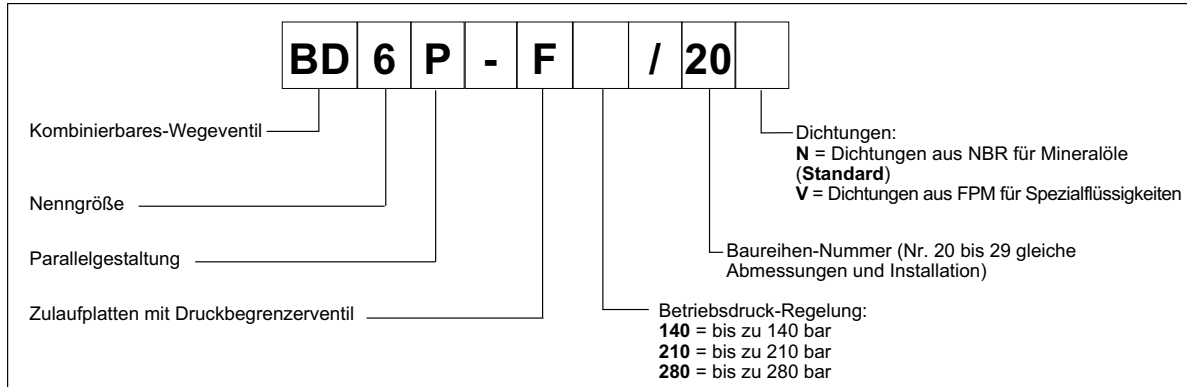 BD 6 P - F / 20
Kombinierbares-Wegeventil
Nenngröße
Parallelgestaltung
Zulaufplatten mit Druckbegrenzerventil
Dichtungen:
N = Dichtungen aus NBR für Mineralöle
(Standard)
V = Dichtungen aus FPM für Spezialflüssigkeiten
Baureihen-Nummer (Nr. 20 bis 29 gleiche
Abmessungen und Installation)
Betriebsdruck-Regelung:
140 = bis zu 140 bar
210 = bis zu 210 bar
280 = bis zu 280 bar